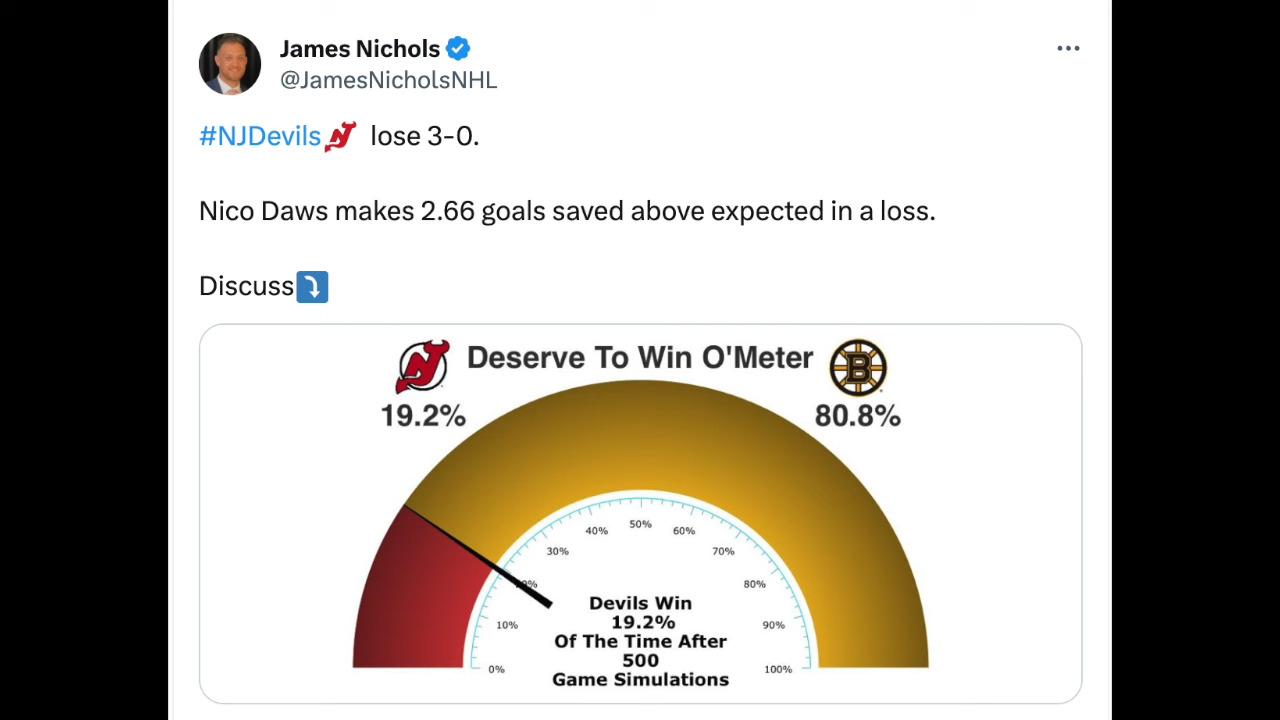 James Nichols
@JamesNicholsNHL
#NJDevils lose 3-0.
Nico Daws makes 2.66 goals saved above expected in a loss.
Discuss⤵️
Deserve To Win O'Meter
B
19.2%
80.8%
50%
40%
60%
30%
70%
20%
80%
10%
90%
0%
100%
Devils Win
19.2%
Of The Time After
500
Game Simulations